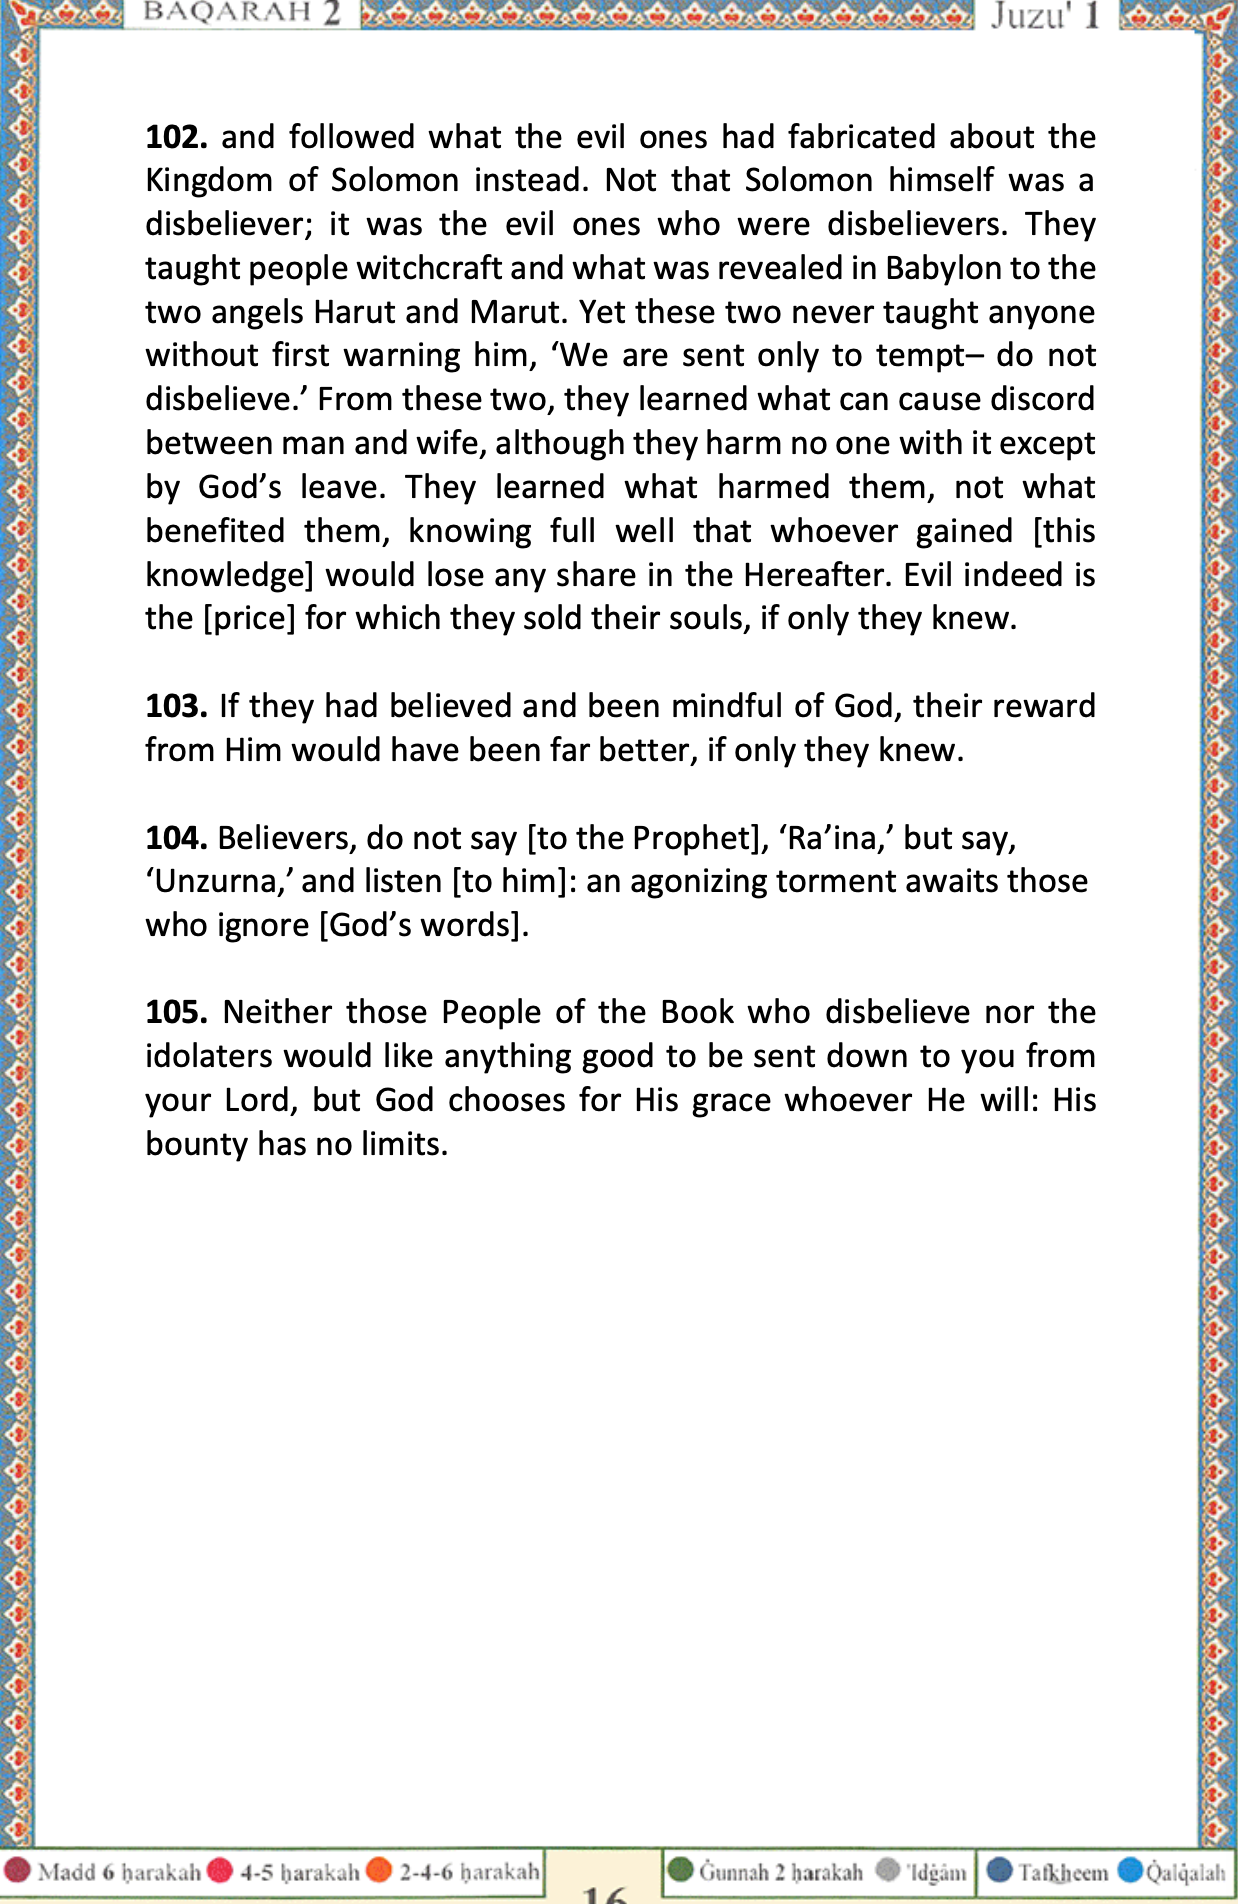 BAQARAH 2 Juzu' 1
102. and followed what the evil ones had fabricated about the
Kingdom of Solomon instead. Not that Solomon himself was a
disbeliever; it was the evil ones who were disbelievers. They
taught people witchcraft and what was revealed in Babylon to the
two angels Harut and Marut. Yet these two never taught anyone
without first warning him, ‘We are sent only to tempt– do not
disbelieve.’ From these two, they learned what can cause discord
between man and wife, although they harm no one with it except
by God’s leave. They learned what harmed them, not what
benefited them, knowing full well that whoever gained [this
knowledge] would lose any share in the Hereafter. Evil indeed is
the [price] for which they sold their souls, if only they knew.
103. If they had believed and been mindful of God, their reward
from Him would have been far better, if only they knew.
104. Believers, do not say [to the Prophet], ‘Ra’ina,’ but say,
‘Unzurna,’ and listen [to him]: an agonizing torment awaits those
who ignore [God’s words].
105. Neither those People of the Book who disbelieve nor the
idolaters would like anything good to be sent down to you from
your Lord, but God chooses for His grace whoever He will: His
bounty has no limits.
Madd 6 ḥarakah 4-5 ḥarakah 2-4-6 ḥarakah Ġunnah 2 ḥarakah 'Idġâm Tafkheem Q̇alq̇alah
16